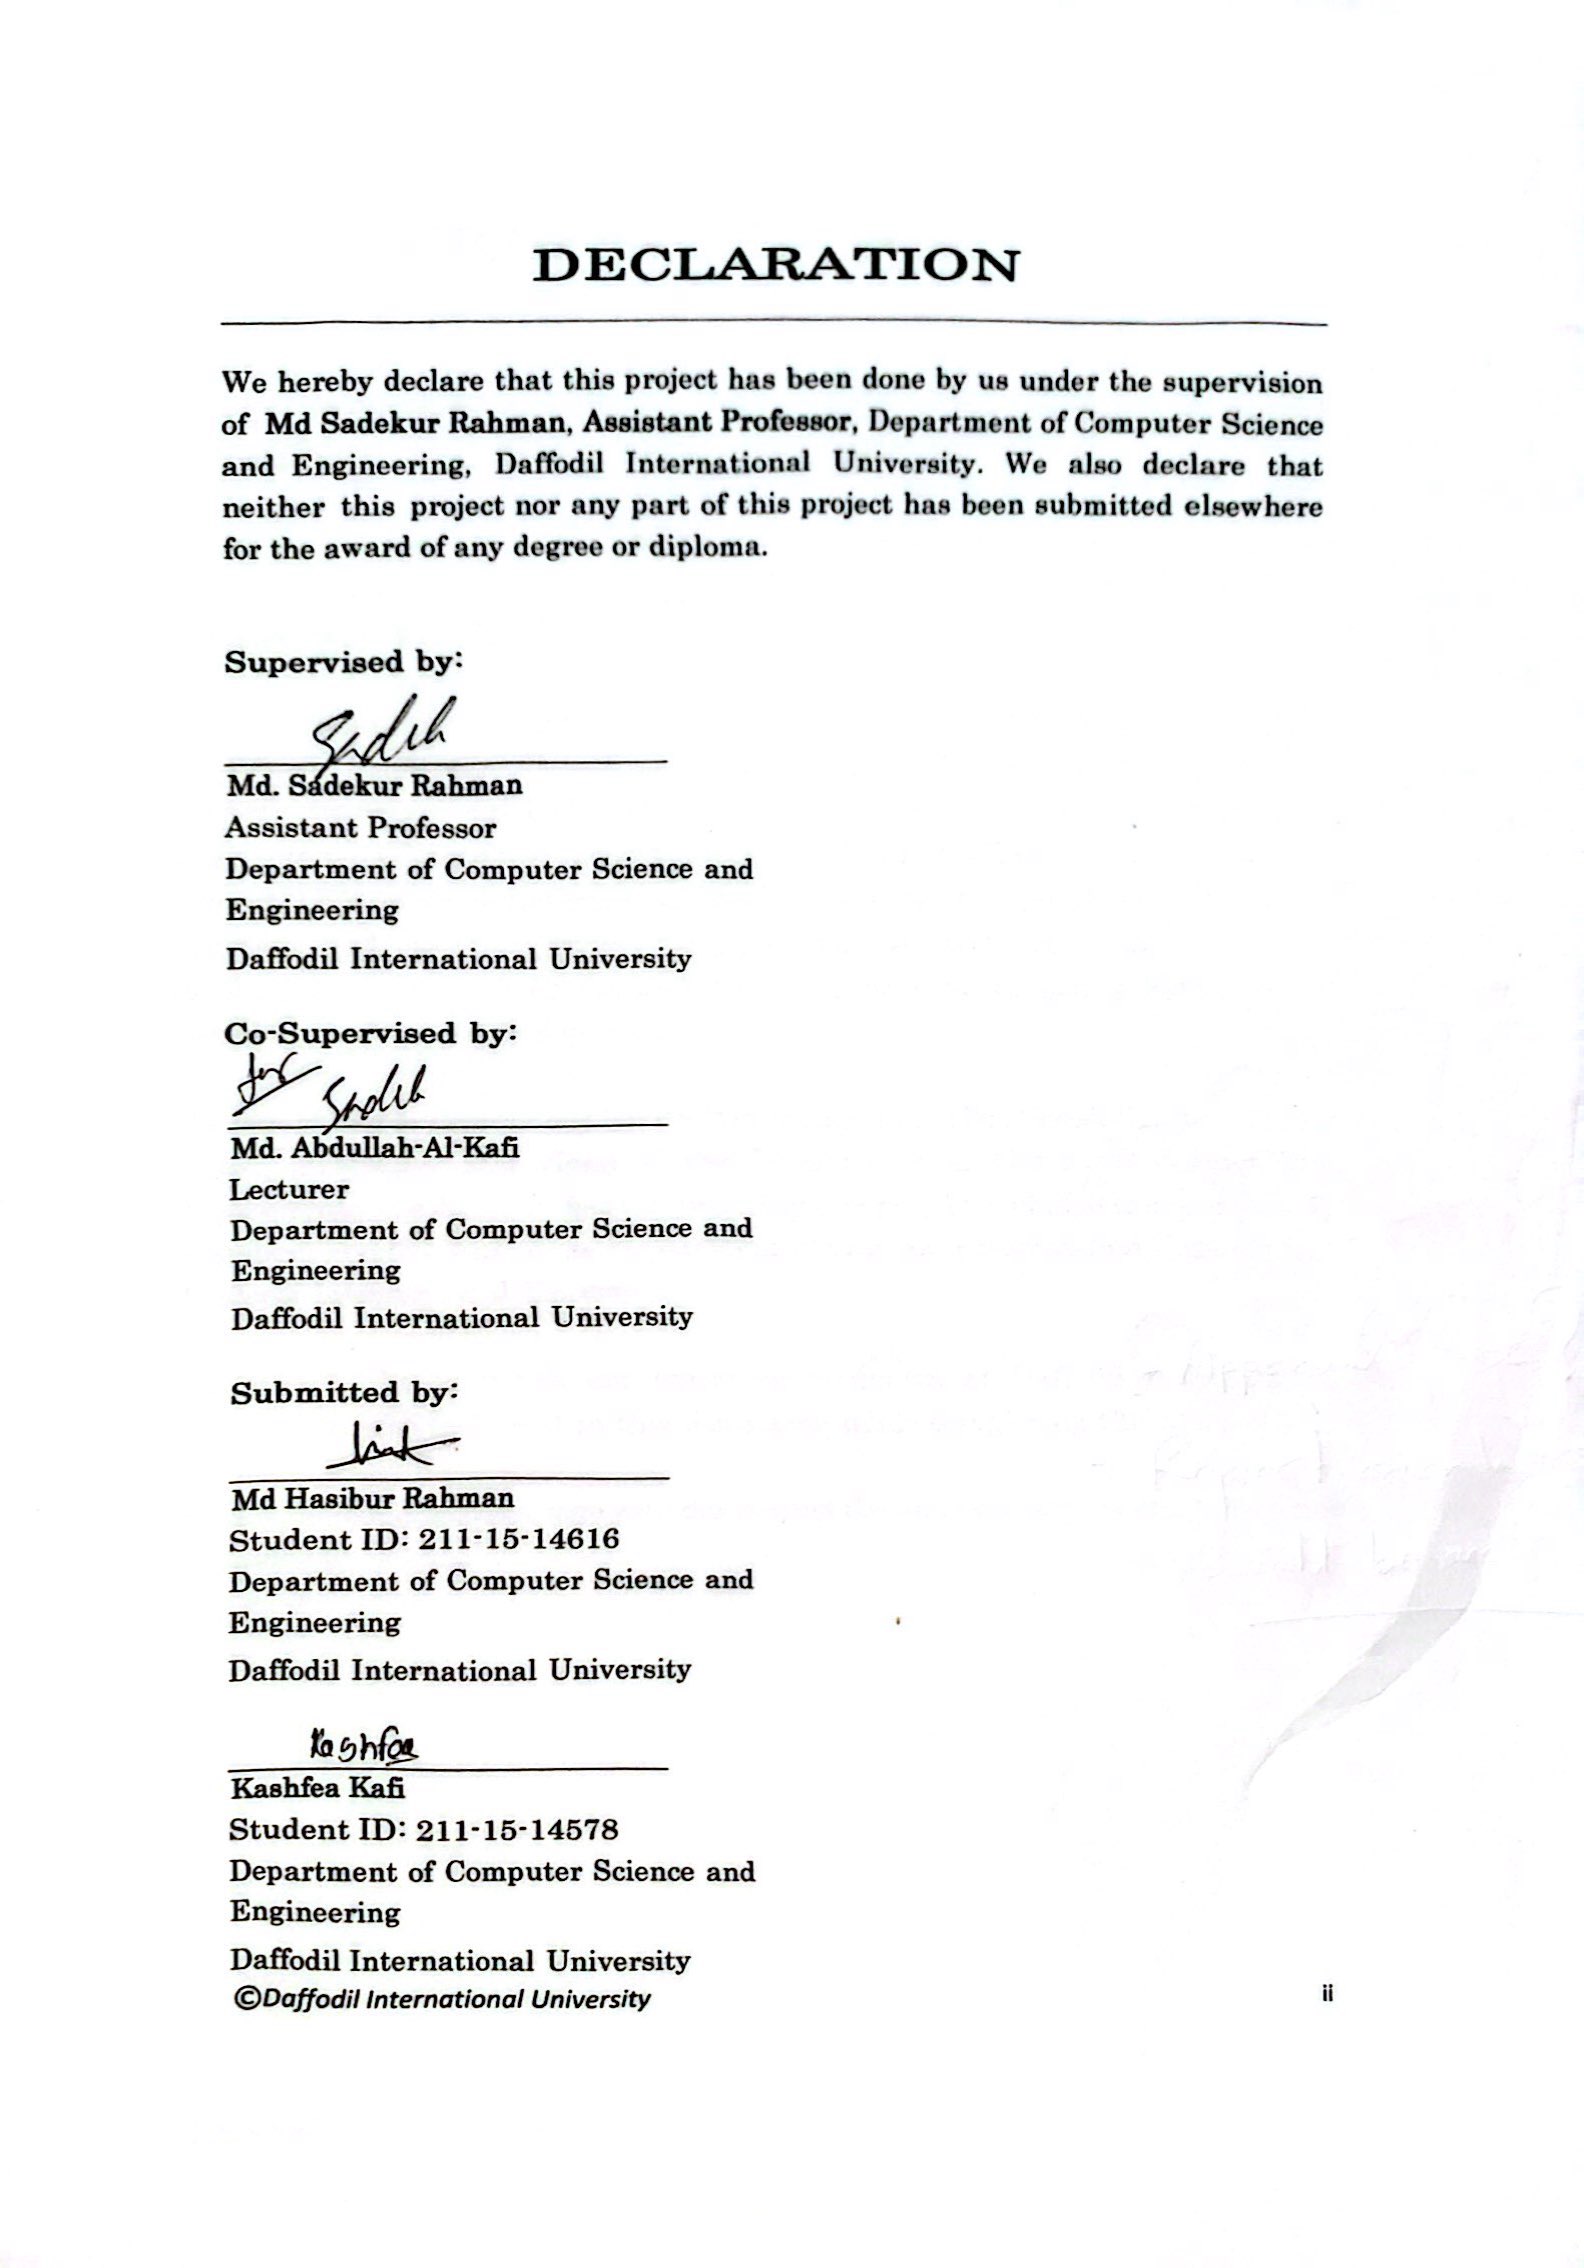 DECLARATION
We hereby declare that this project has been done by us under the supervision
of Md Sadekur Rahman, Assistant Professor, Department of Computer Science
and Engineering, Daffodil International University. We also declare that
neither this project nor any part of this project has been submitted elsewhere
for the award of any degree or diploma.
Supervised by:
Sadek
Md. Sadekur Rahman
Assistant Professor
Department of Computer Science and
Engineering
Daffodil International University
Co-Supervised by:
for Sadek
Md. Abdullah-Al-Kafi
Lecturer
Department of Computer Science and
Engineering
Daffodil International University
Submitted by:
Md Hasibur Rahman
Student ID: 211-15-14616
Department of Computer Science and
Engineering
Daffodil International University
Kashfea
Kashfea Kafi
Student ID: 211-15-14578
Department of Computer Science and
Engineering
Daffodil International University
©Daffodil International University
ii